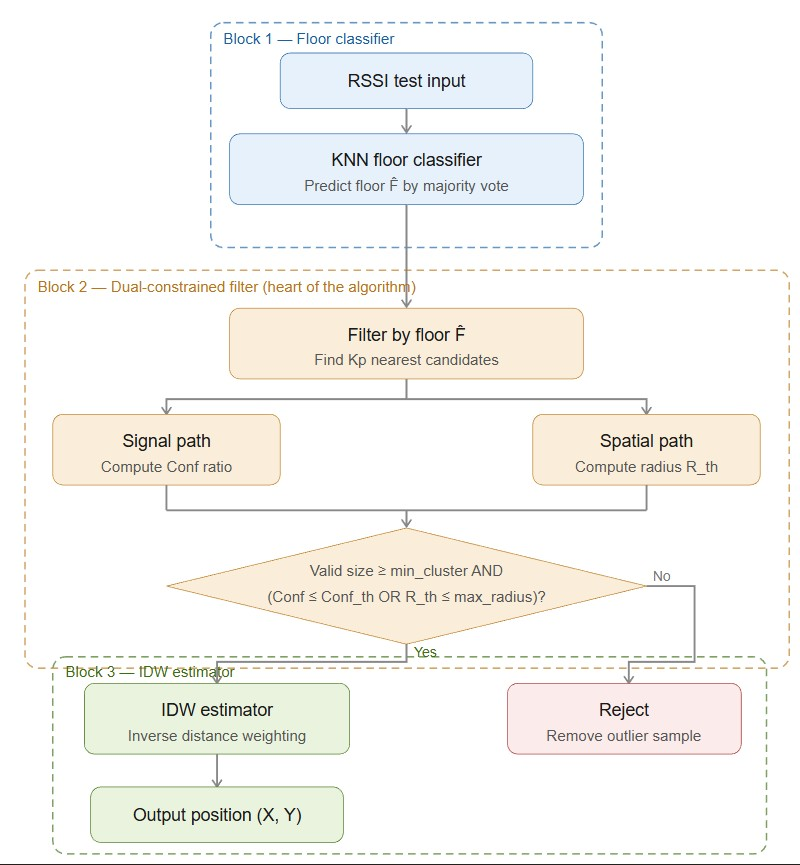 Block 1 — Floor classifier
RSSI test input
KNN floor classifier
Predict floor F̂ by majority vote
Block 2 — Dual-constrained filter (heart of the algorithm)
Filter by floor F̂
Find Kp nearest candidates
Signal path
Compute Conf ratio
Spatial path
Compute radius R_th
Valid size ≥ min_cluster AND
(Conf ≤ Conf_th OR R_th ≤ max_radius)?
No
Yes
Block 3 — IDW estimator
IDW estimator
Inverse distance weighting
Reject
Remove outlier sample
Output position (X, Y)